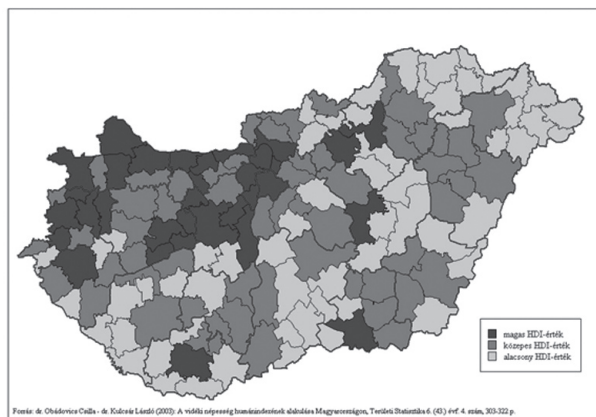 magas HDI-érték
közepes HDI-érték
alacsony HDI-érték
Forrás: dr. Obádovics Csilla - dr. Kulcsár László (2003): A vidéki népesség humánindexének alakulása Magyarországon, Területi Statisztika 6. (43.) évf. 4. szám, 303-322 p.